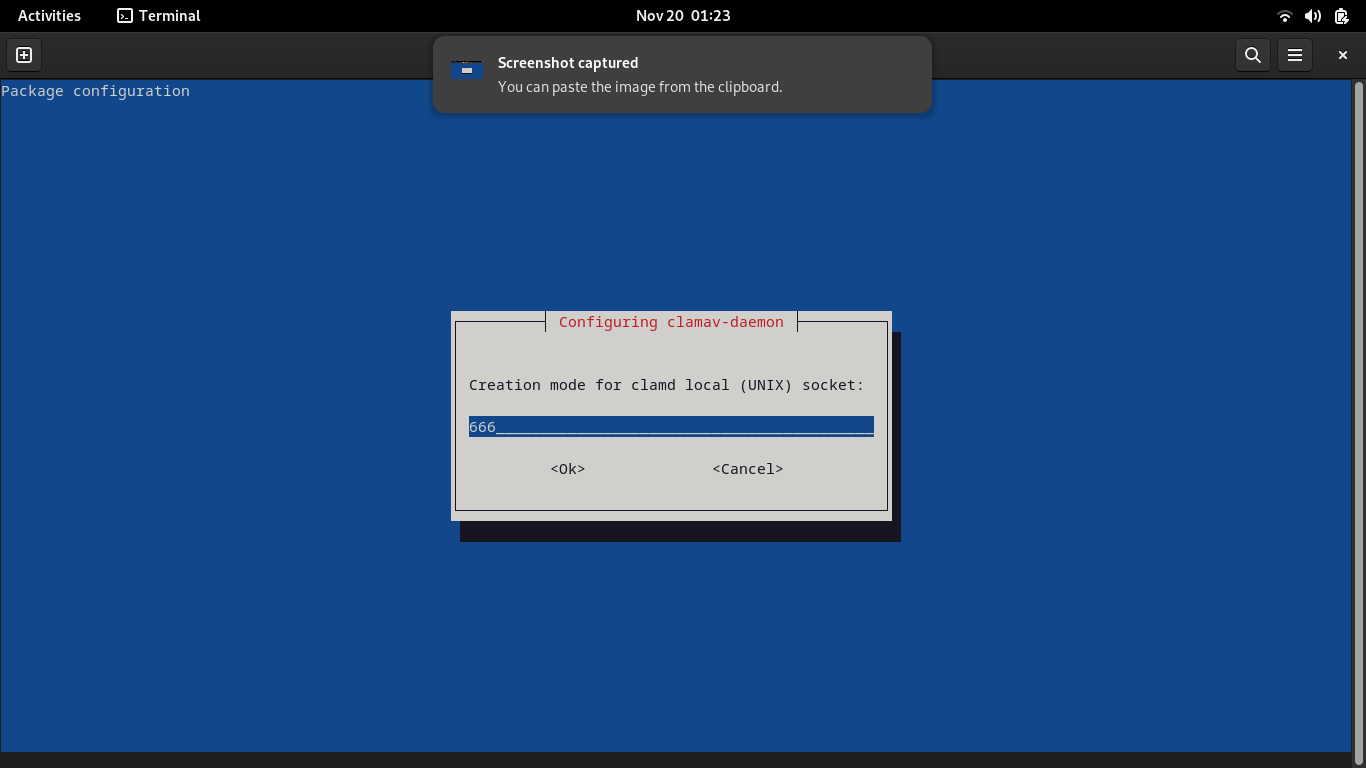 Activities Terminal Nov 20 01:23
Screenshot captured
You can paste the image from the clipboard.
Package configuration
Configuring clamav-daemon
Creation mode for clamd local (UNIX) socket:
666__________________________________________
<Ok> <Cancel>